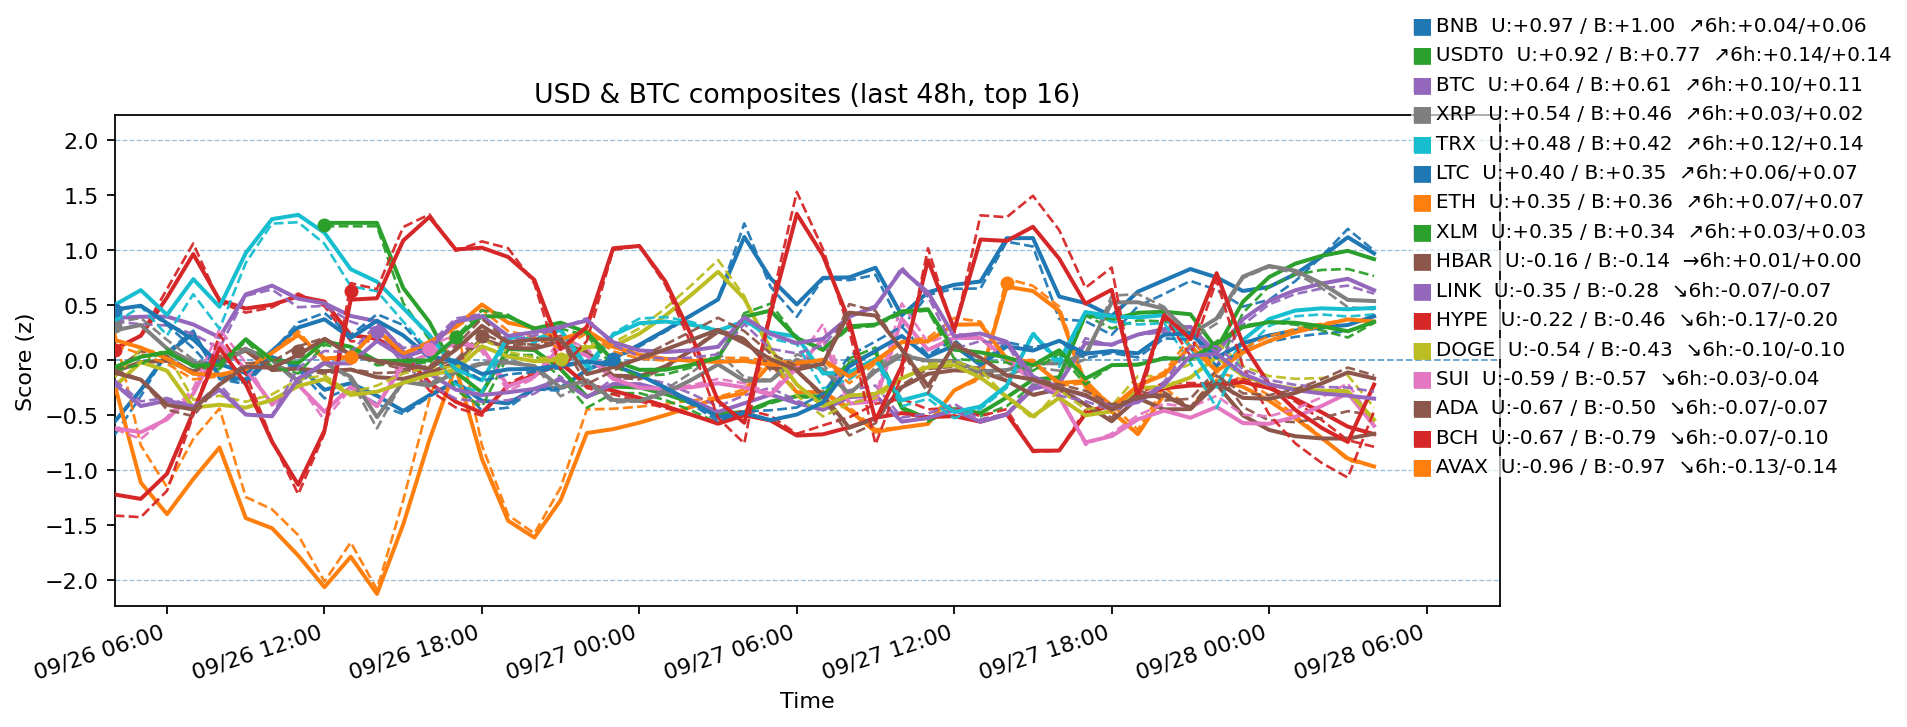 BNB  U:+0.97 / B:+1.00  ↗6h:+0.04/+0.06
USDT0  U:+0.92 / B:+0.77  ↗6h:+0.14/+0.14
BTC  U:+0.64 / B:+0.61  ↗6h:+0.10/+0.11
XRP  U:+0.54 / B:+0.46  ↗6h:+0.03/+0.02
TRX  U:+0.48 / B:+0.42  ↗6h:+0.12/+0.14
LTC  U:+0.40 / B:+0.35  ↗6h:+0.06/+0.07
ETH  U:+0.35 / B:+0.36  ↗6h:+0.07/+0.07
XLM  U:+0.35 / B:+0.34  ↗6h:+0.03/+0.03
HBAR  U:-0.16 / B:-0.14  →6h:+0.01/+0.00
LINK  U:-0.35 / B:-0.28  ↘6h:-0.07/-0.07
HYPE  U:-0.22 / B:-0.46  ↘6h:-0.17/-0.20
DOGE  U:-0.54 / B:-0.43  ↘6h:-0.10/-0.10
SUI  U:-0.59 / B:-0.57  ↘6h:-0.03/-0.04
ADA  U:-0.67 / B:-0.50  ↘6h:-0.07/-0.07
BCH  U:-0.67 / B:-0.79  ↘6h:-0.07/-0.10
AVAX  U:-0.96 / B:-0.97  ↘6h:-0.13/-0.14
USD & BTC composites (last 48h, top 16)
Score (z)
2.0
1.5
1.0
0.5
0.0
−0.5
−1.0
−1.5
−2.0
09/26 06:00
09/26 12:00
09/26 18:00
09/27 00:00
09/27 06:00
09/27 12:00
09/27 18:00
09/28 00:00
09/28 06:00
Time